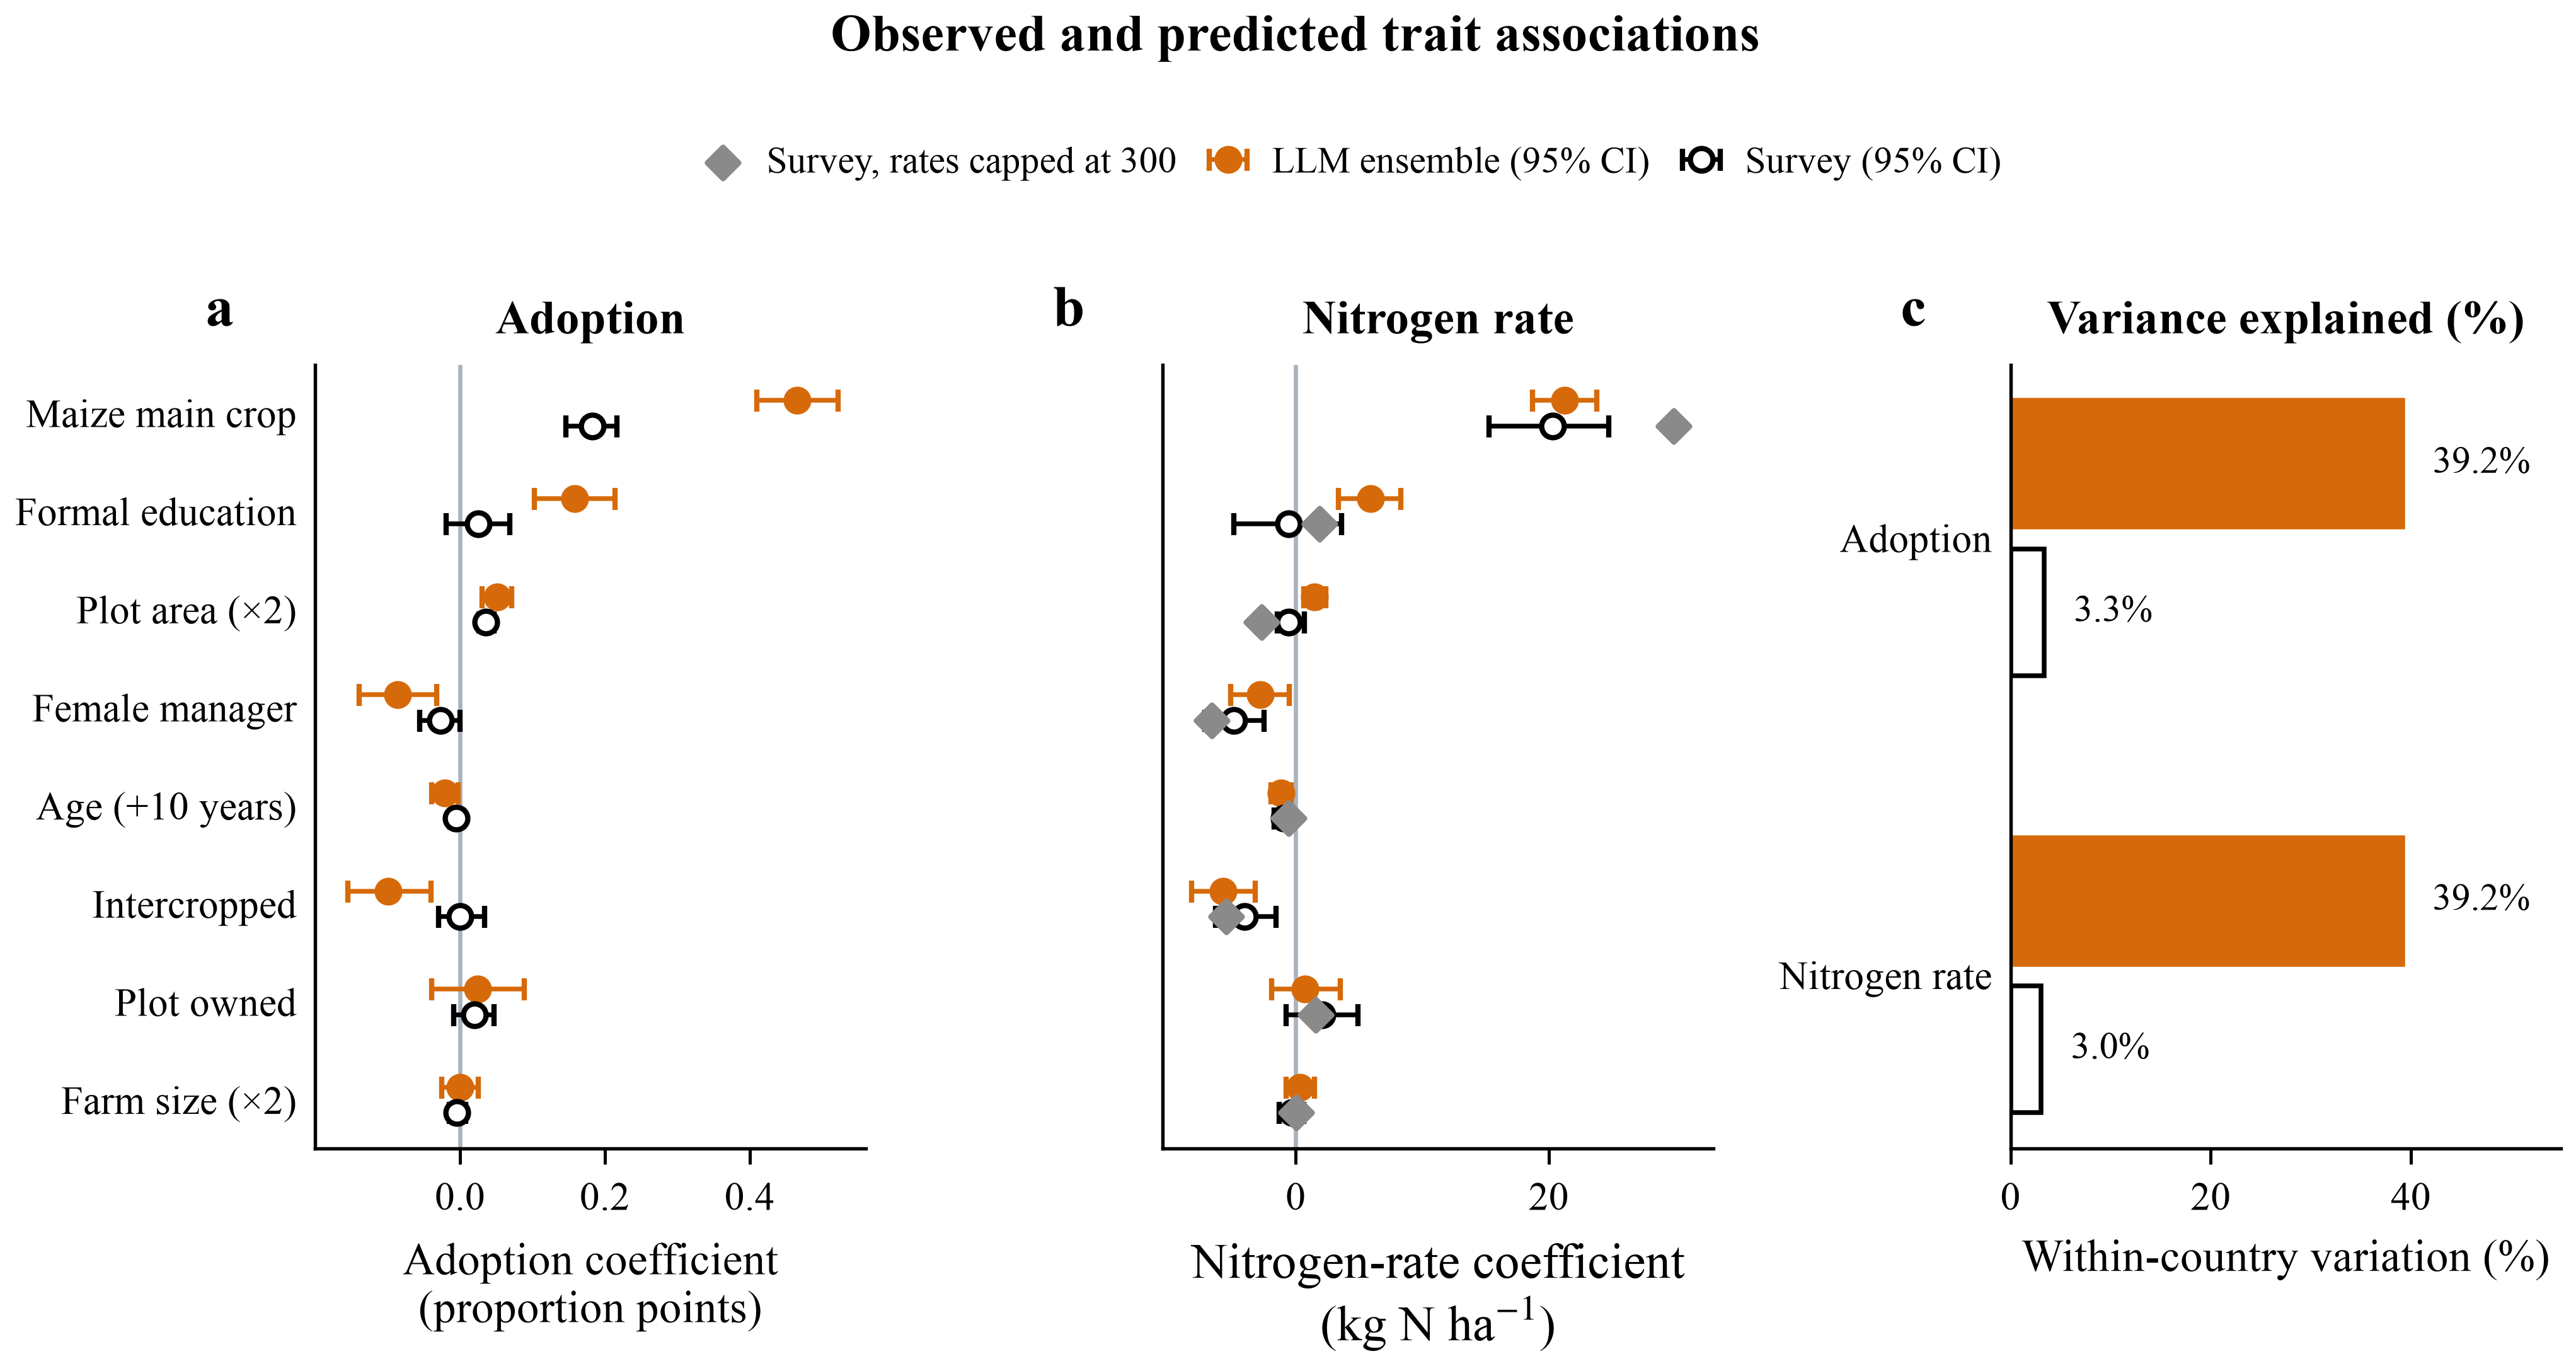 Observed and predicted trait associations
Survey, rates capped at 300
LLM ensemble (95% CI)
Survey (95% CI)
a
Adoption
Maize main crop
Formal education
Plot area (×2)
Female manager
Age (+10 years)
Intercropped
Plot owned
Farm size (×2)
0.0
0.2
0.4
Adoption coefficient
(proportion points)
b
Nitrogen rate
0
20
Nitrogen-rate coefficient
(kg N ha⁻¹)
c
Variance explained (%)
39.2%
Adoption
3.3%
39.2%
Nitrogen rate
3.0%
0
20
40
Within-country variation (%)